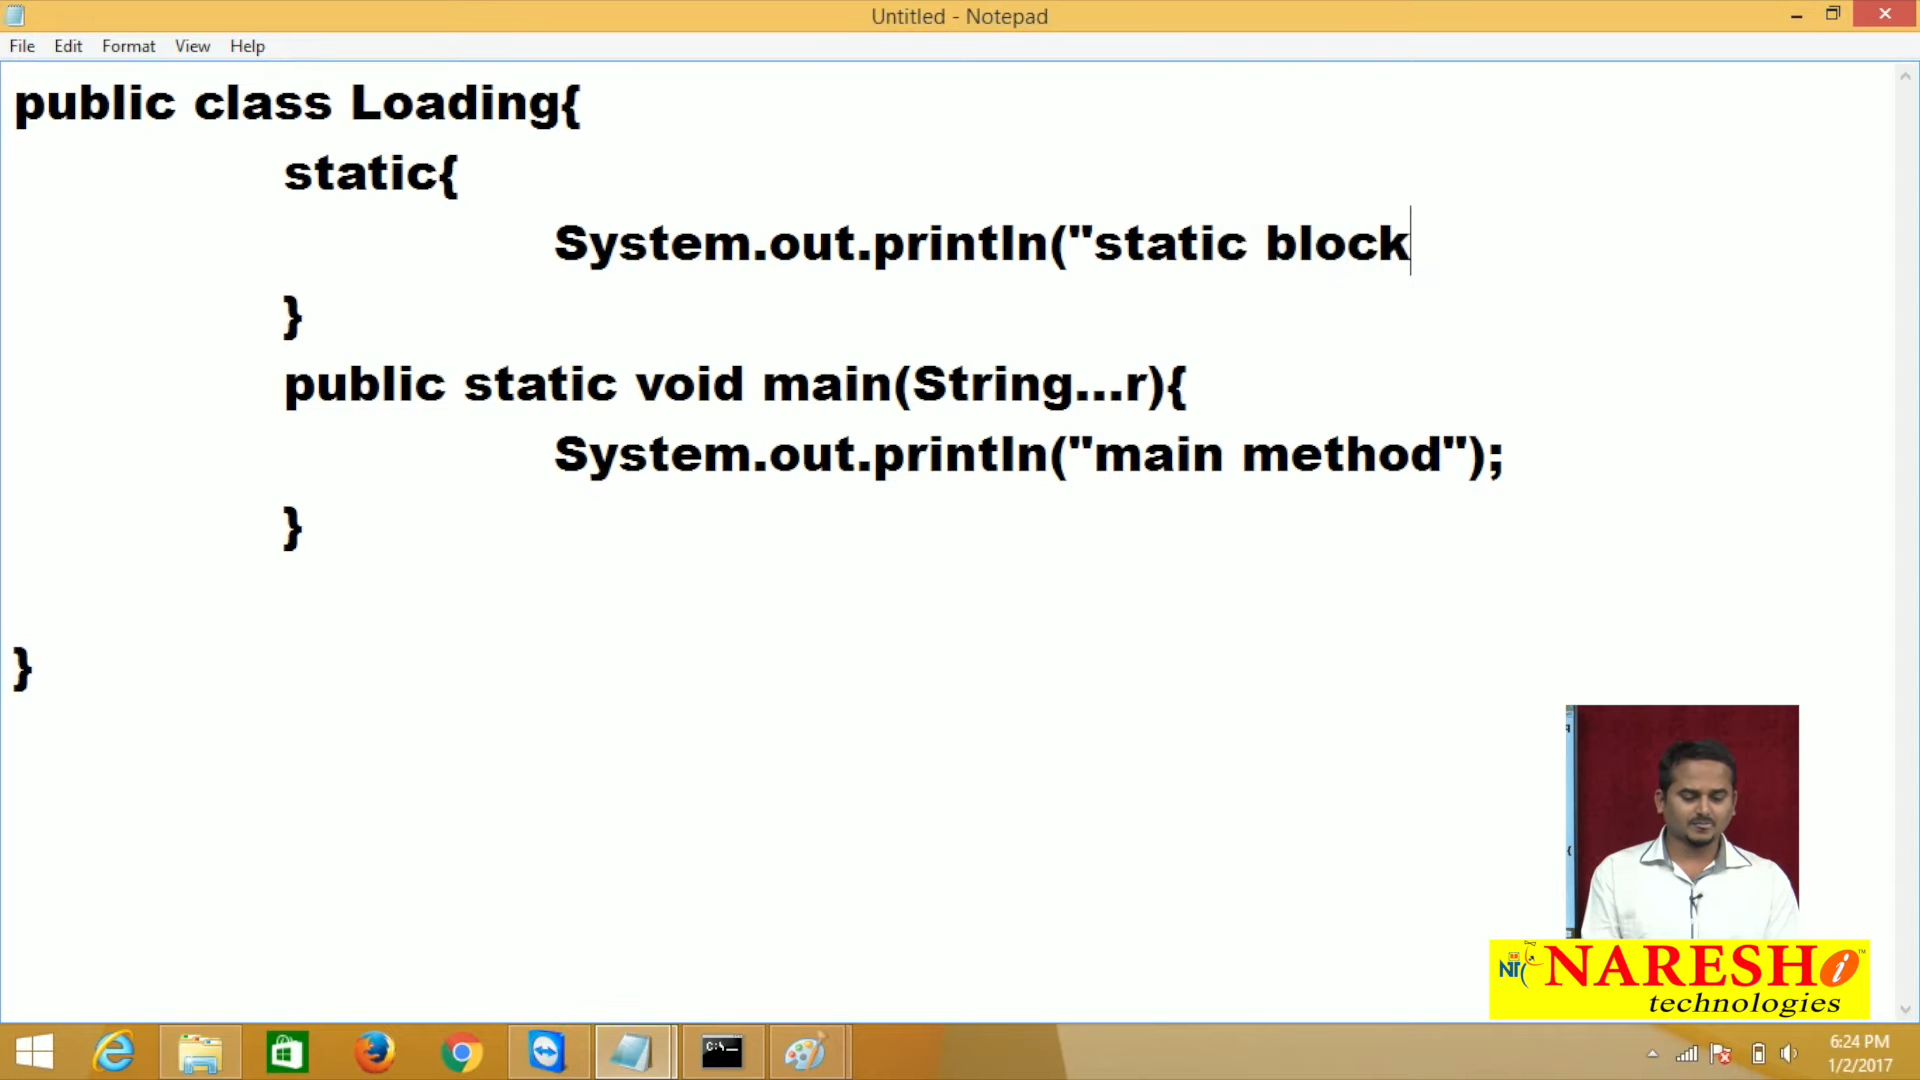 Untitled - Notepad
File Edit Format View Help
public class Loading{
static{
System.out.println("static block
}
public static void main(String...r){
System.out.println("main method");
}
}
NARESH i
technologies
C:\_
6:24 PM
1/2/2017